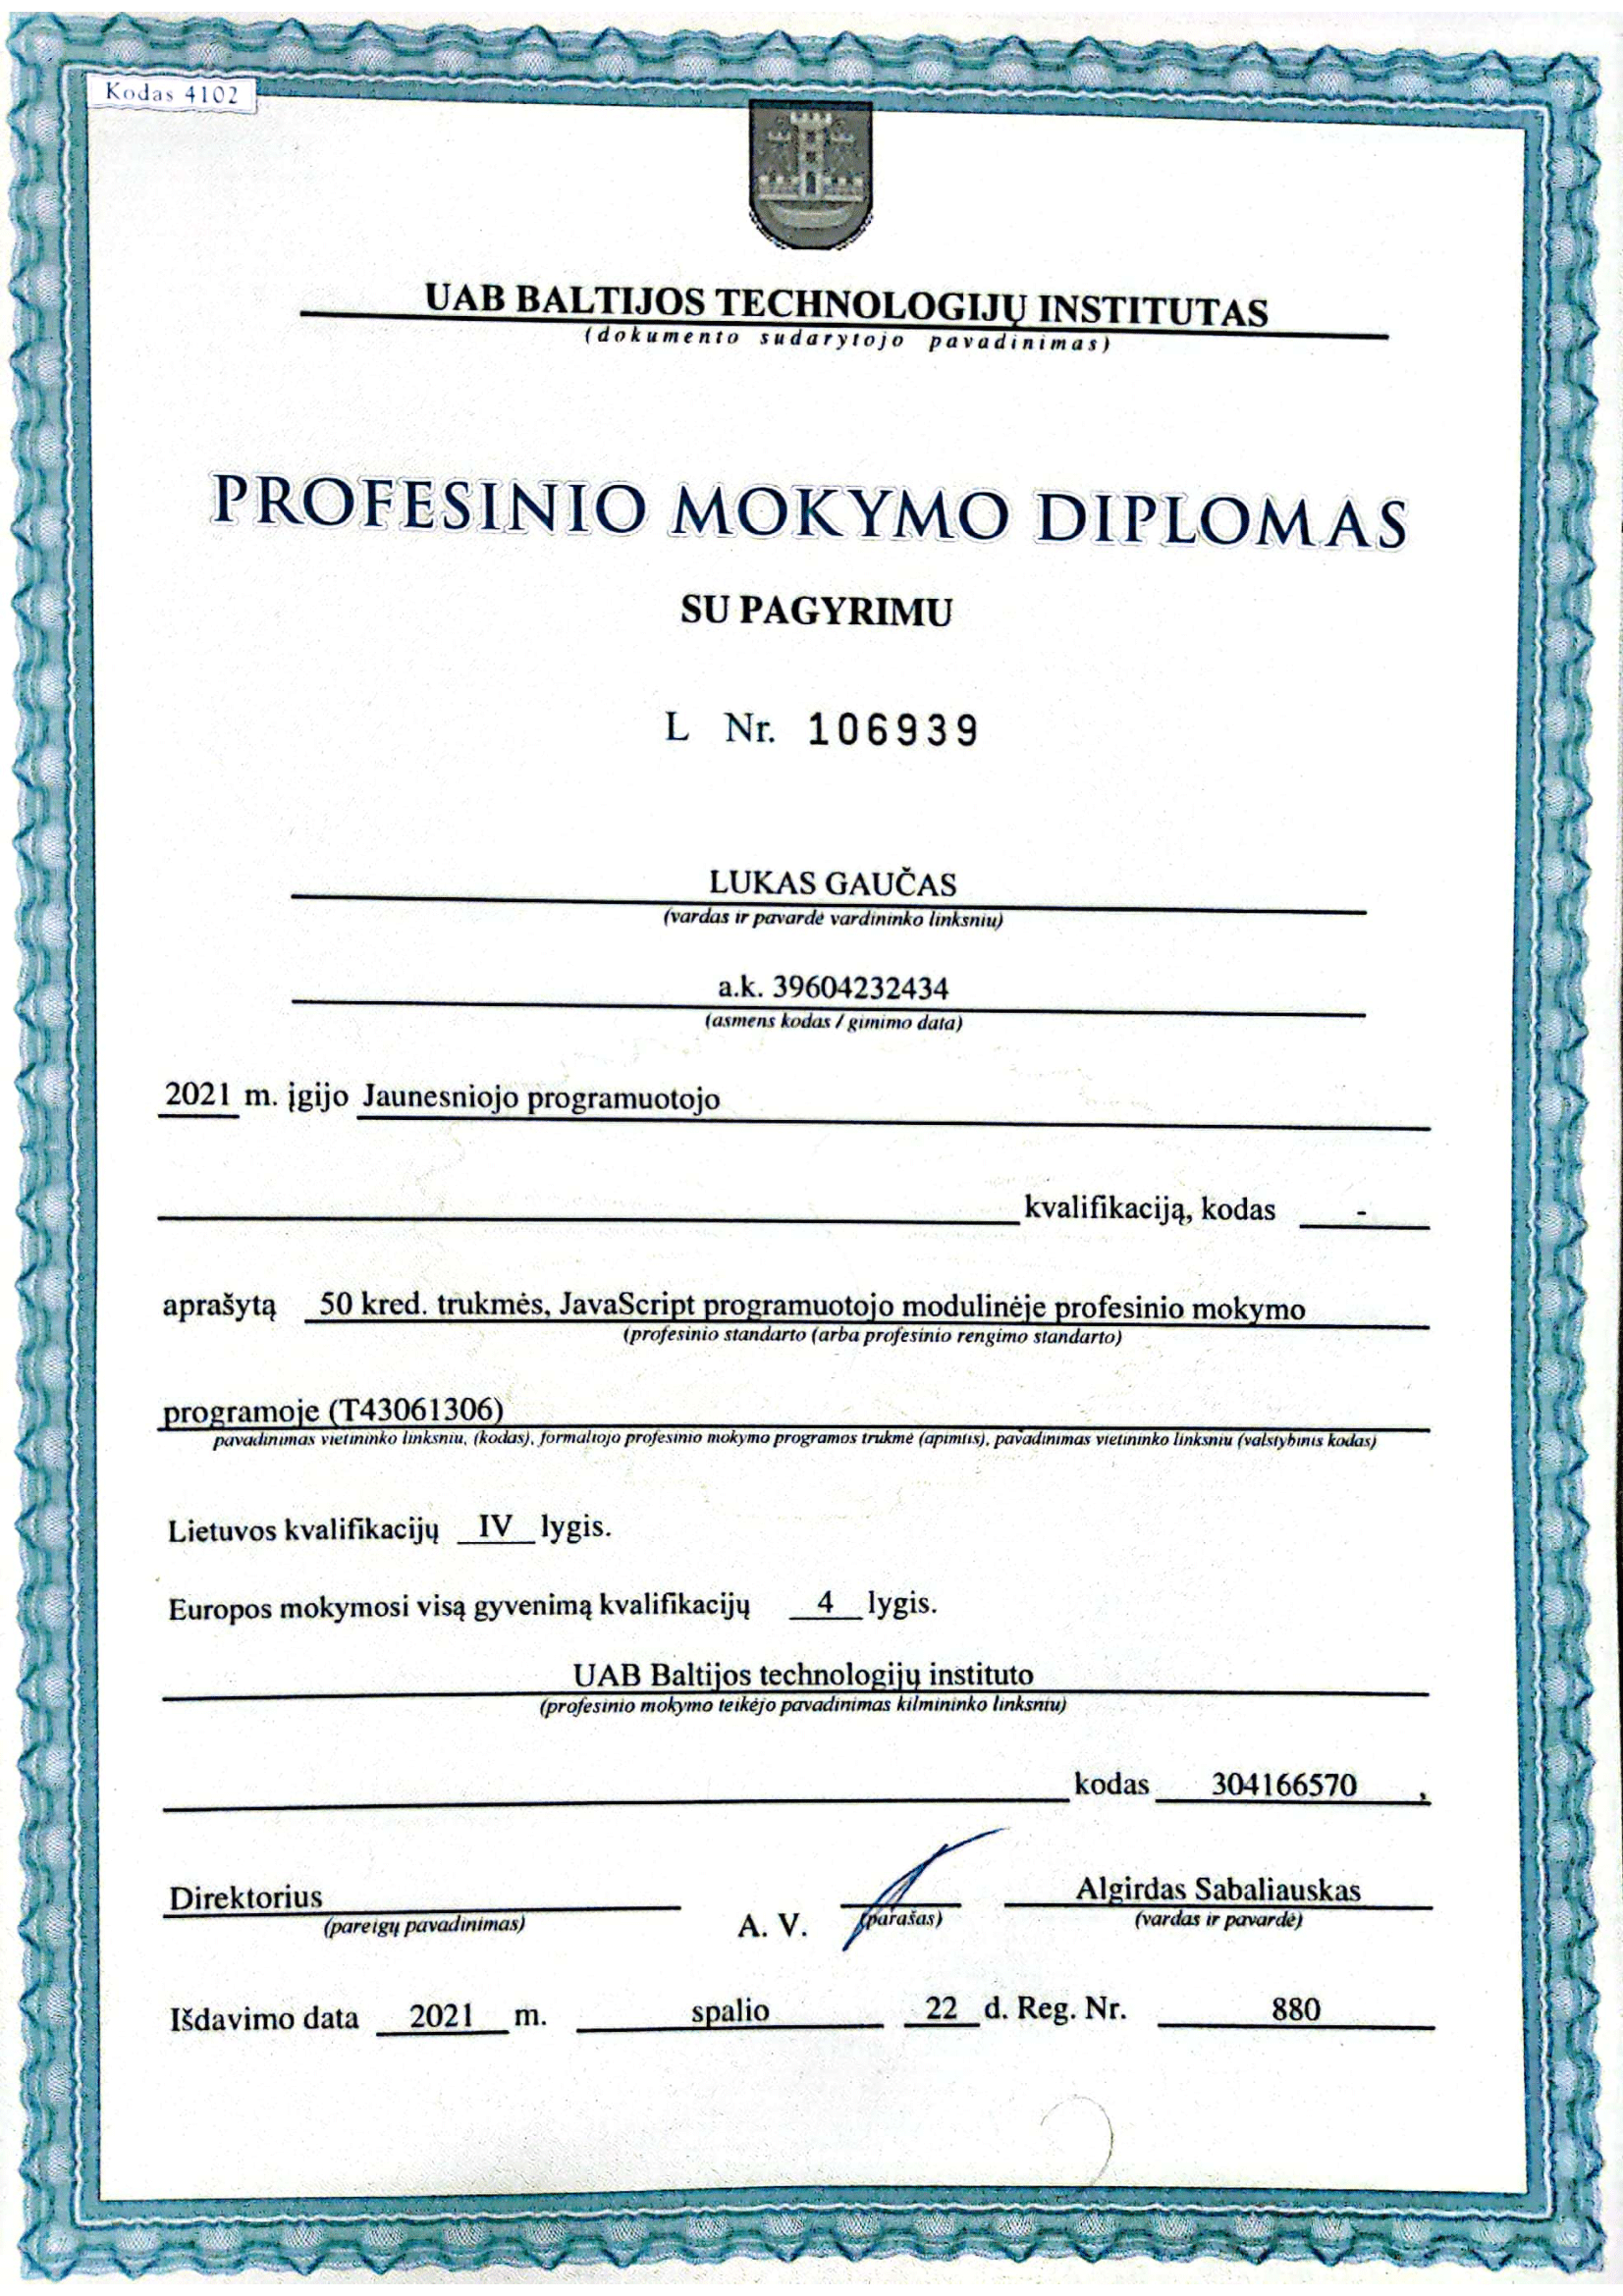 Kodas 4102
UAB BALTIJOS TECHNOLOGIJŲ INSTITUTAS
(dokumento sudarytojo pavadinimas)
PROFESINIO MOKYMO DIPLOMAS
SU PAGYRIMU
L Nr. 106939
LUKAS GAUČAS
(vardas ir pavardė vardininko linksniu)
a.k. 39604232434
(asmens kodas / gimimo data)
2021 m. įgijo Jaunesniojo programuotojo
kvalifikaciją, kodas -
aprašytą 50 kred. trukmės, JavaScript programuotojo modulinėje profesinio mokymo
(profesinio standarto (arba profesinio rengimo standarto)
programoje (T43061306)
pavadinimas vietininko linksniu, (kodas), formaliojo profesinio mokymo programos trukmė (apimtis), pavadinimas vietininko linksniu (valstybinis kodas)
Lietuvos kvalifikacijų IV lygis.
Europos mokymosi visą gyvenimą kvalifikacijų 4 lygis.
UAB Baltijos technologijų instituto
(profesinio mokymo teikėjo pavadinimas kilmininko linksniu)
kodas 304166570 ,
Direktorius A. V. Algirdas Sabaliauskas
(pareigų pavadinimas) (parašas) (vardas ir pavardė)
Išdavimo data 2021 m. spalio 22 d. Reg. Nr. 880